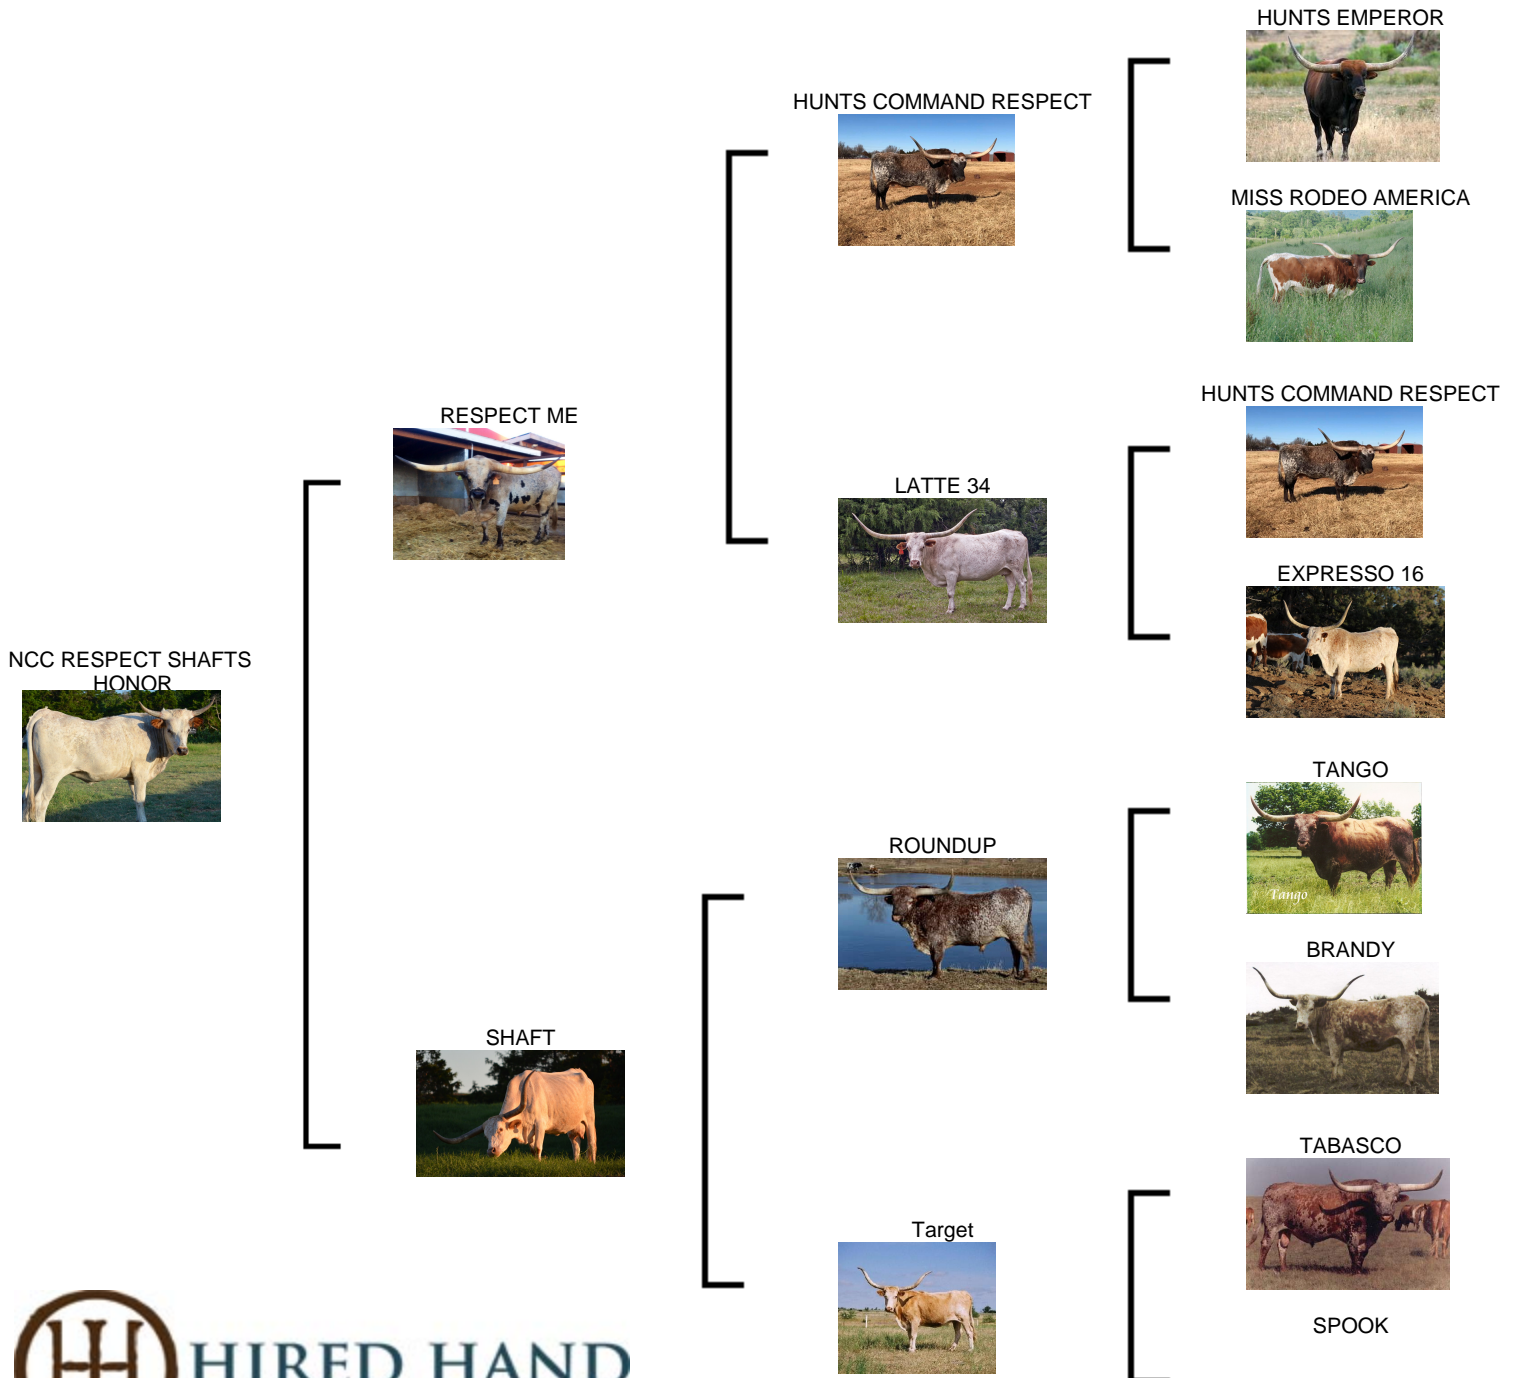 HUNTS EMPEROR
HUNTS COMMAND RESPECT
MISS RODEO AMERICA
HUNTS COMMAND RESPECT
RESPECT ME
LATTE 34
EXPRESSO 16
NCC RESPECT SHAFTS
HONOR
TANGO
ROUNDUP
Tango
BRANDY
SHAFT
TABASCO
Target
SPOOK
HIRED HAND